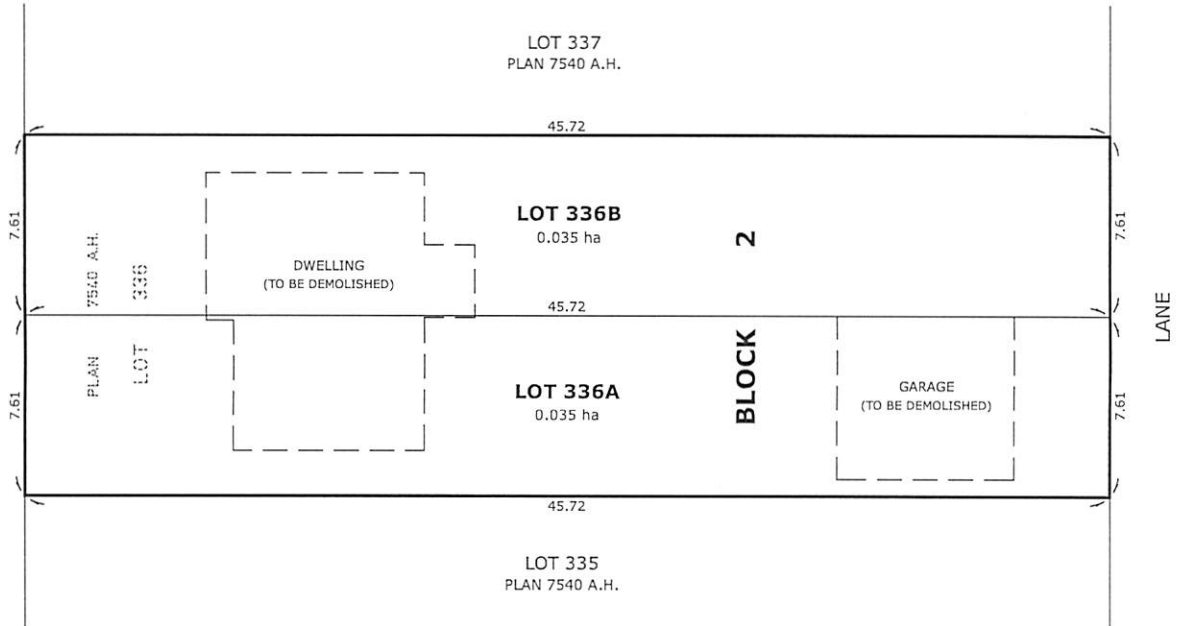 LOT 337
PLAN 7540 A.H.
45.72
7.61
7.61
LOT 336B
0.035 ha
2
DWELLING
(TO BE DEMOLISHED)
PLAN 7540 A.H.
LOT 336
45.72
LANE
BLOCK
LOT 336A
0.035 ha
GARAGE
(TO BE DEMOLISHED)
7.61
7.61
45.72
LOT 335
PLAN 7540 A.H.